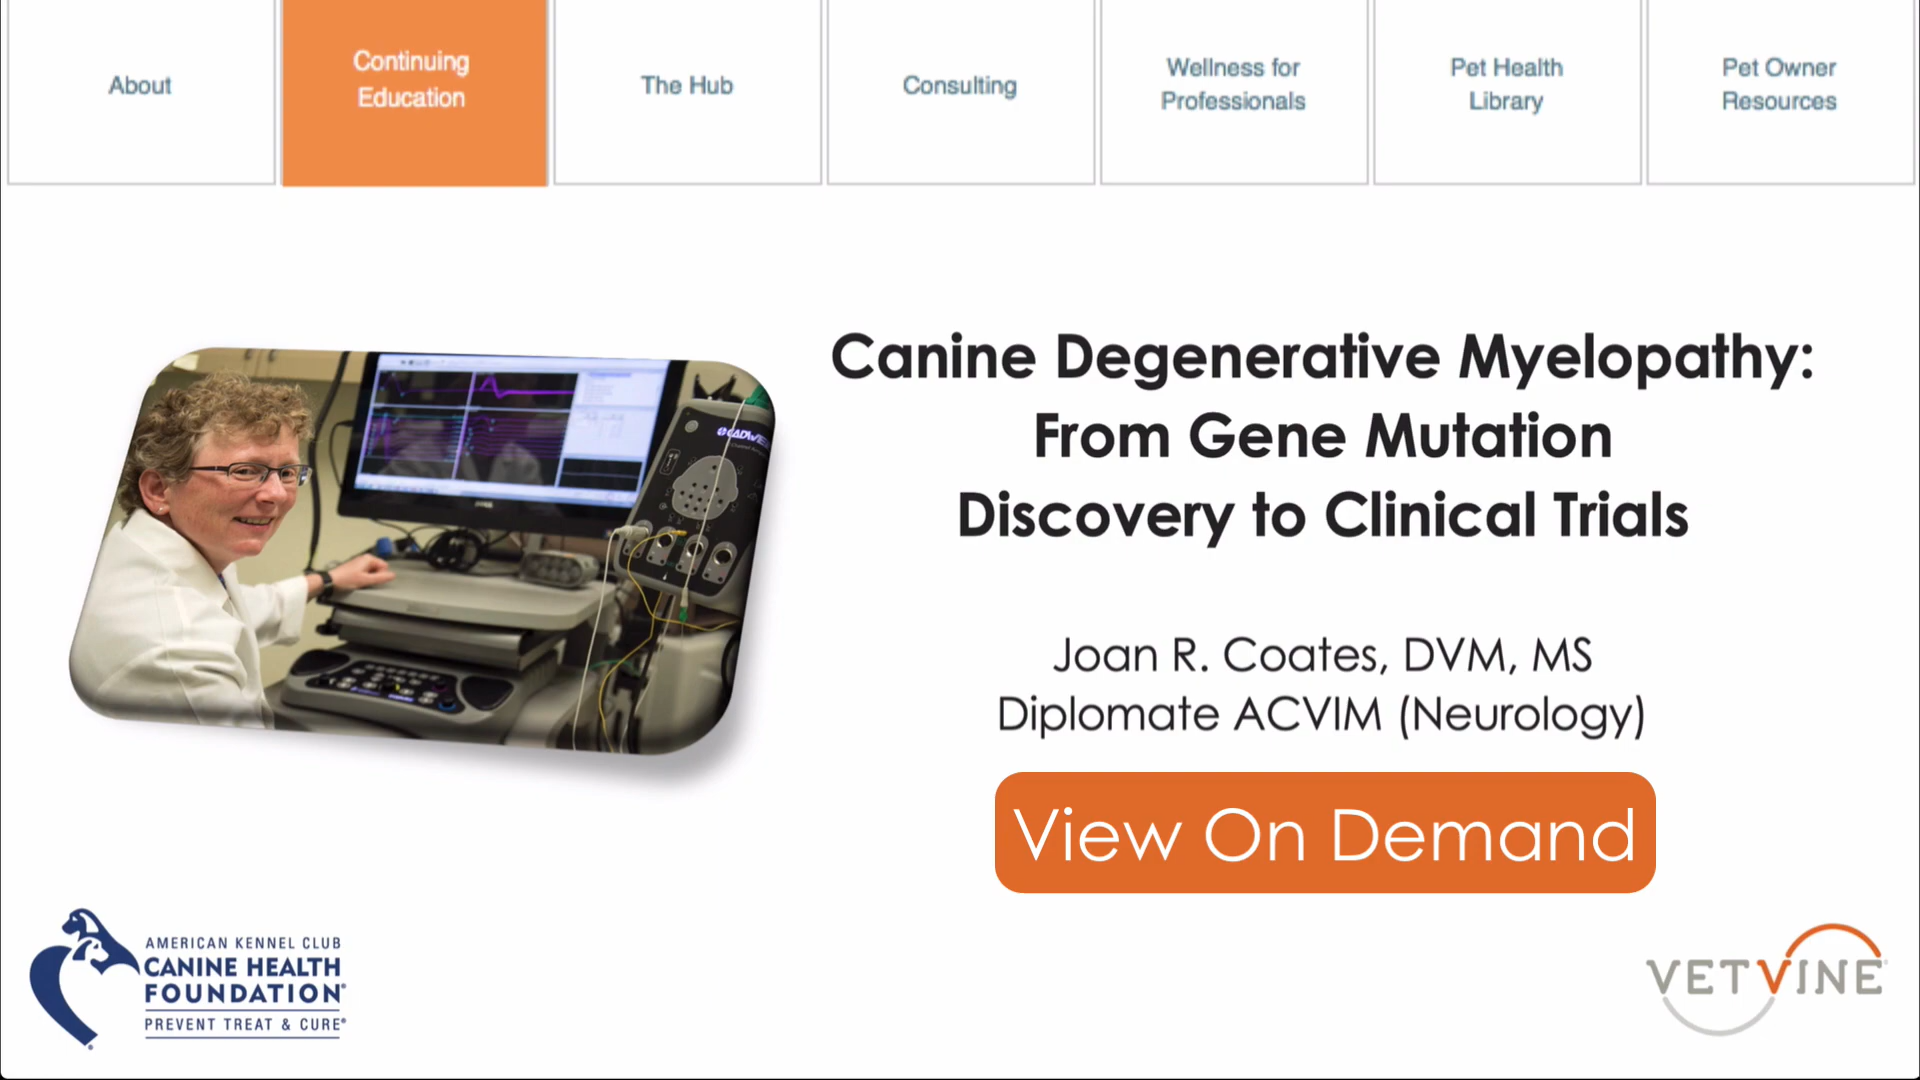 About
Continuing
Education
The Hub
Consulting
Wellness for
Professionals
Pet Health
Library
Pet Owner
Resources
Canine Degenerative Myelopathy:
From Gene Mutation
Discovery to Clinical Trials
Joan R. Coates, DVM, MS
Diplomate ACVIM (Neurology)
View On Demand
AMERICAN KENNEL CLUB
CANINE HEALTH
FOUNDATION®
PREVENT TREAT & CURE®
VETVINE®